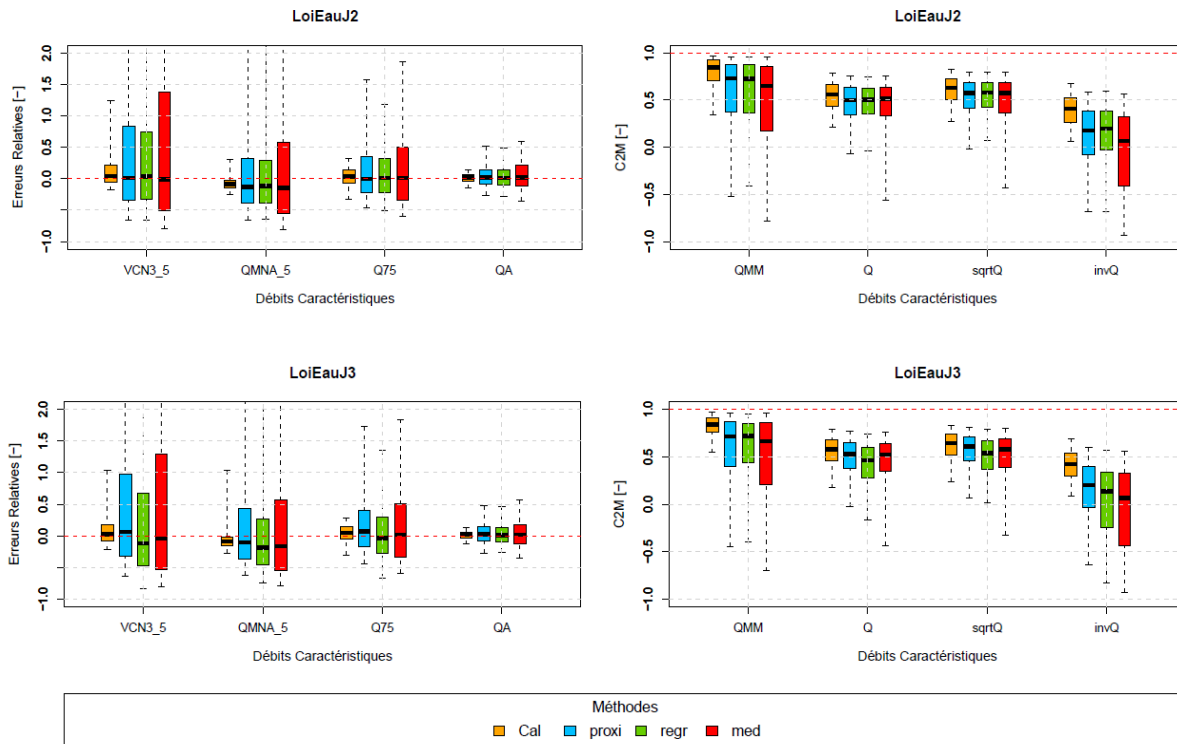 LoiEauJ2
Erreurs Relatives [−]
2.0
1.5
1.0
0.5
0.0
−1.0
VCN3_5 QMNA_5 Q75 QA
Débits Caractéristiques
LoiEauJ2
C2M [−]
1.0
0.5
0.0
−0.5
−1.0
QMM Q sqrtQ invQ
Débits Caractéristiques
LoiEauJ3
Erreurs Relatives [−]
2.0
1.5
1.0
0.5
0.0
−1.0
VCN3_5 QMNA_5 Q75 QA
Débits Caractéristiques
LoiEauJ3
C2M [−]
1.0
0.5
0.0
−0.5
−1.0
QMM Q sqrtQ invQ
Débits Caractéristiques
Méthodes
Cal proxi regr med